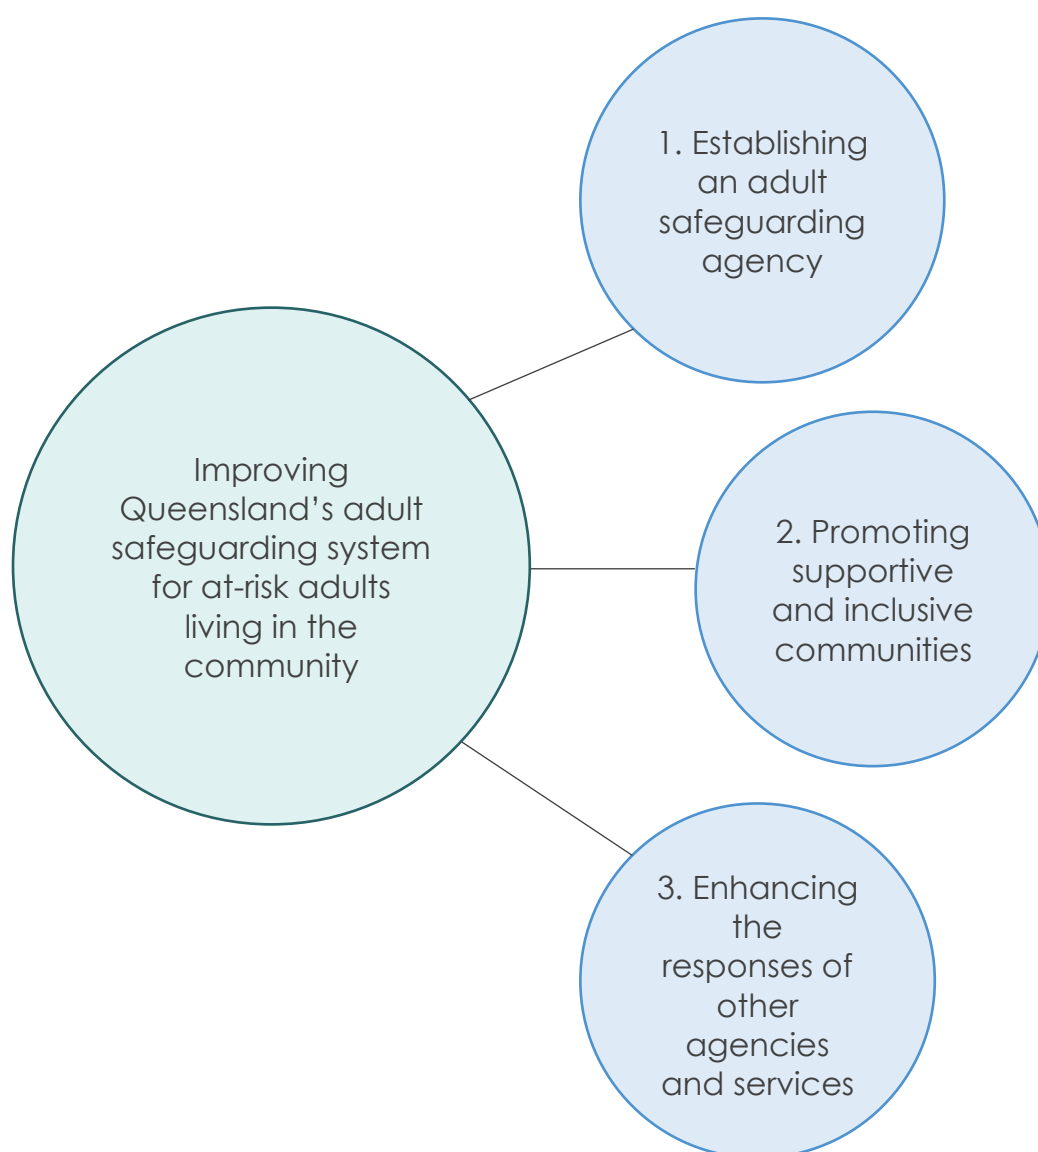 1. Establishing
an adult
safeguarding
agency
Improving
Queensland’s adult
safeguarding system
for at-risk adults
living in the
community
2. Promoting
supportive
and inclusive
communities
3. Enhancing
the
responses of
other
agencies
and services